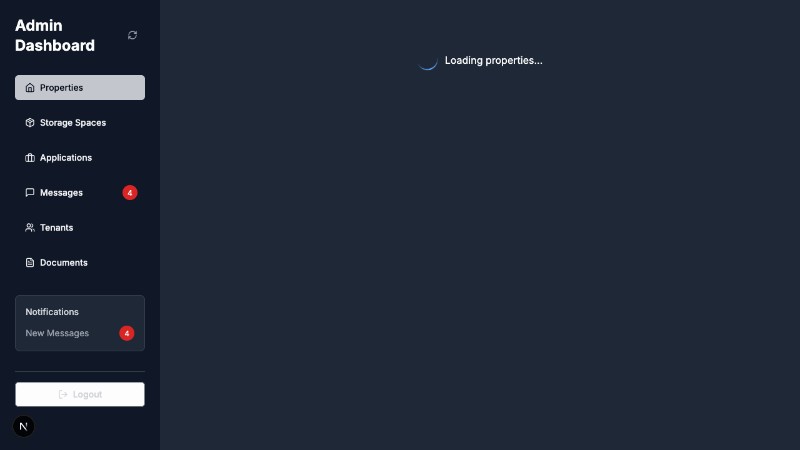 Admin
Dashboard
Properties
Storage Spaces
Applications
Messages 4
Tenants
Documents
Notifications
New Messages 4
Logout
N
Loading properties...